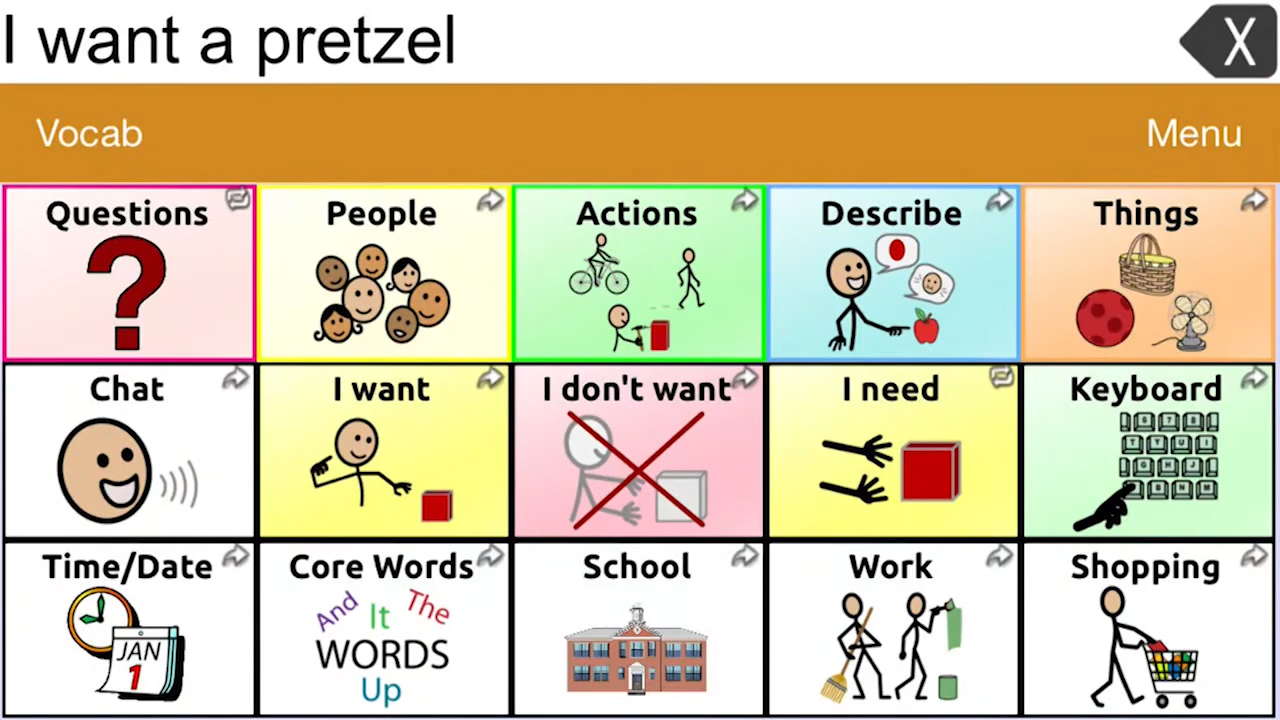 I want a pretzel
X
Vocab
Menu
Questions
People
Actions
Describe
Things
?
Chat
I want
I don't want
I need
Keyboard
Time/Date
Core Words
School
Work
Shopping
JAN
1
And
It
The
WORDS
Up